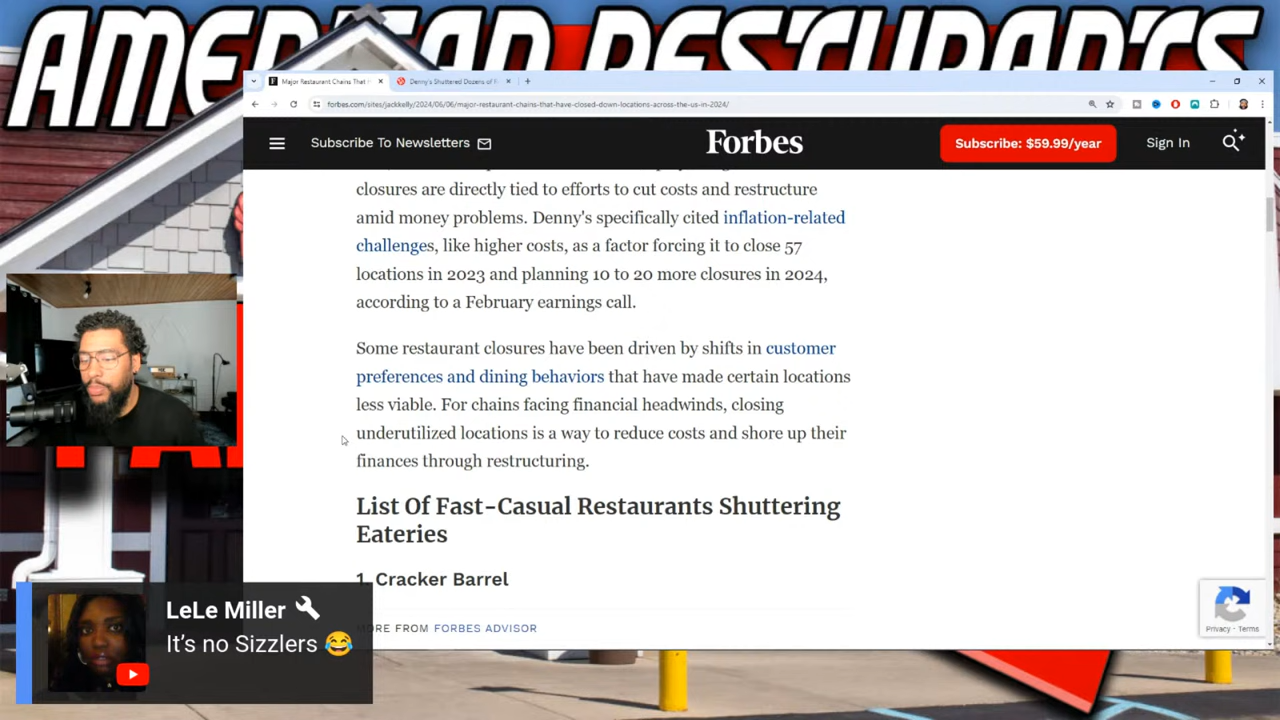 AMERICAN RESTURANTS
Major Restaurant Chains That
Denny's Shuttered Dozens of
forbes.com/sites/jackkelly/2024/06/06/major-restaurant-chains-that-have-closed-down-locations-across-the-us-in-2024/
Subscribe To Newsletters
Forbes
Subscribe: $59.99/year
Sign In
closures are directly tied to efforts to cut costs and restructure
amid money problems. Denny's specifically cited inflation-related
challenges, like higher costs, as a factor forcing it to close 57
locations in 2023 and planning 10 to 20 more closures in 2024,
according to a February earnings call.
Some restaurant closures have been driven by shifts in customer
preferences and dining behaviors that have made certain locations
less viable. For chains facing financial headwinds, closing
underutilized locations is a way to reduce costs and shore up their
finances through restructuring.
List Of Fast-Casual Restaurants Shuttering
Eateries
1. Cracker Barrel
MORE FROM FORBES ADVISOR
Privacy - Terms
LeLe Miller
It's no Sizzlers 😂